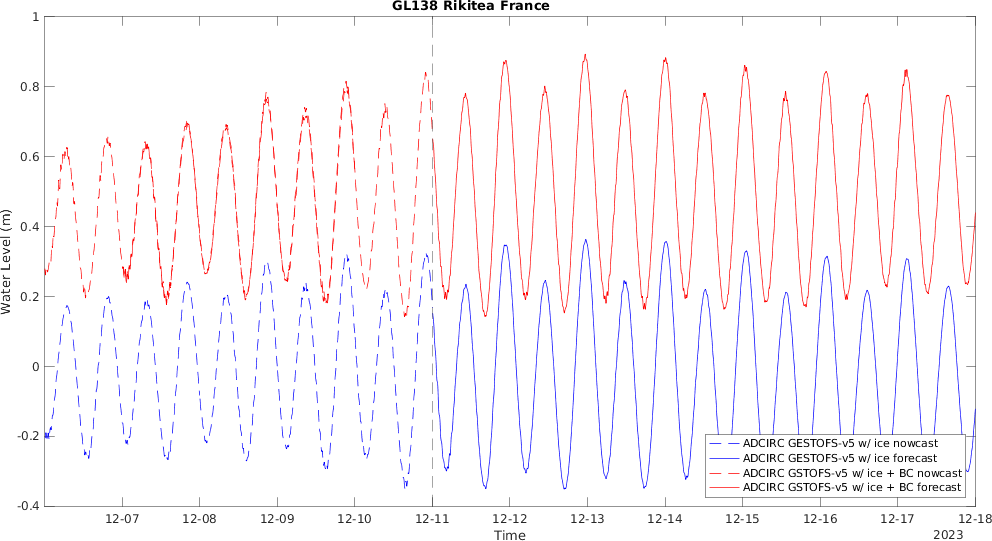 GL138 Rikitea France
Water Level (m)
1
0.8
0.6
0.4
0.2
0
-0.2
-0.4
ADCIRC GESTOFS-v5 w/ ice nowcast
ADCIRC GESTOFS-v5 w/ ice forecast
ADCIRC GSTOFS-v5 w/ ice + BC nowcast
ADCIRC GSTOFS-v5 w/ ice + BC forecast
12-07 12-08 12-09 12-10 12-11 12-12 12-13 12-14 12-15 12-16 12-17 12-18
Time
2023